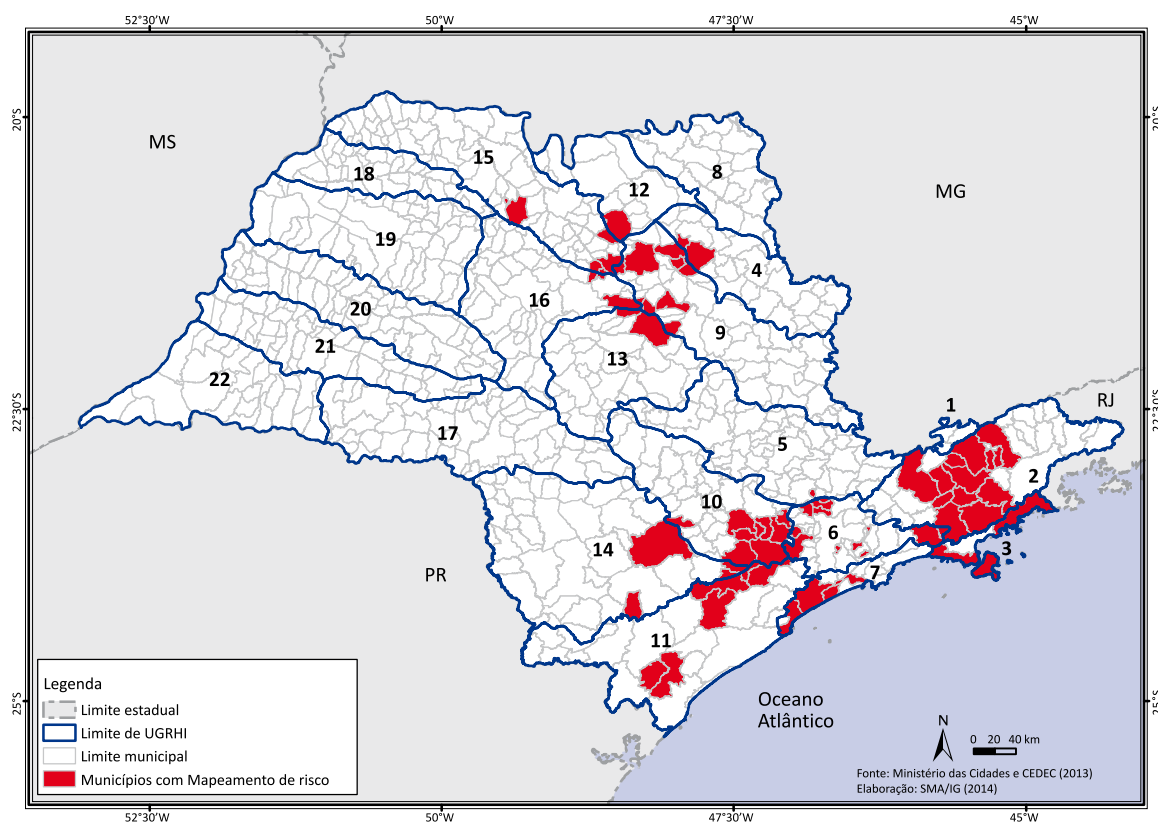 52°30'W 50°W 47°30'W 45°W
20°S
20°S
MS
15
8
18
12
MG
19
4
16
20
9
21
13
22
RJ
1
22°30'S
22°30'S
17
5
2
10
6
14
3
7
PR
11
Legenda
Limite estadual
Limite de UGRHI
Limite municipal
Municípios com Mapeamento de risco
25°S
25°S
Oceano
Atlântico
N
0 20 40 km
Fonte: Ministério das Cidades e CEDEC (2013)
Elaboração: SMA/IG (2014)
52°30'W 50°W 47°30'W 45°W